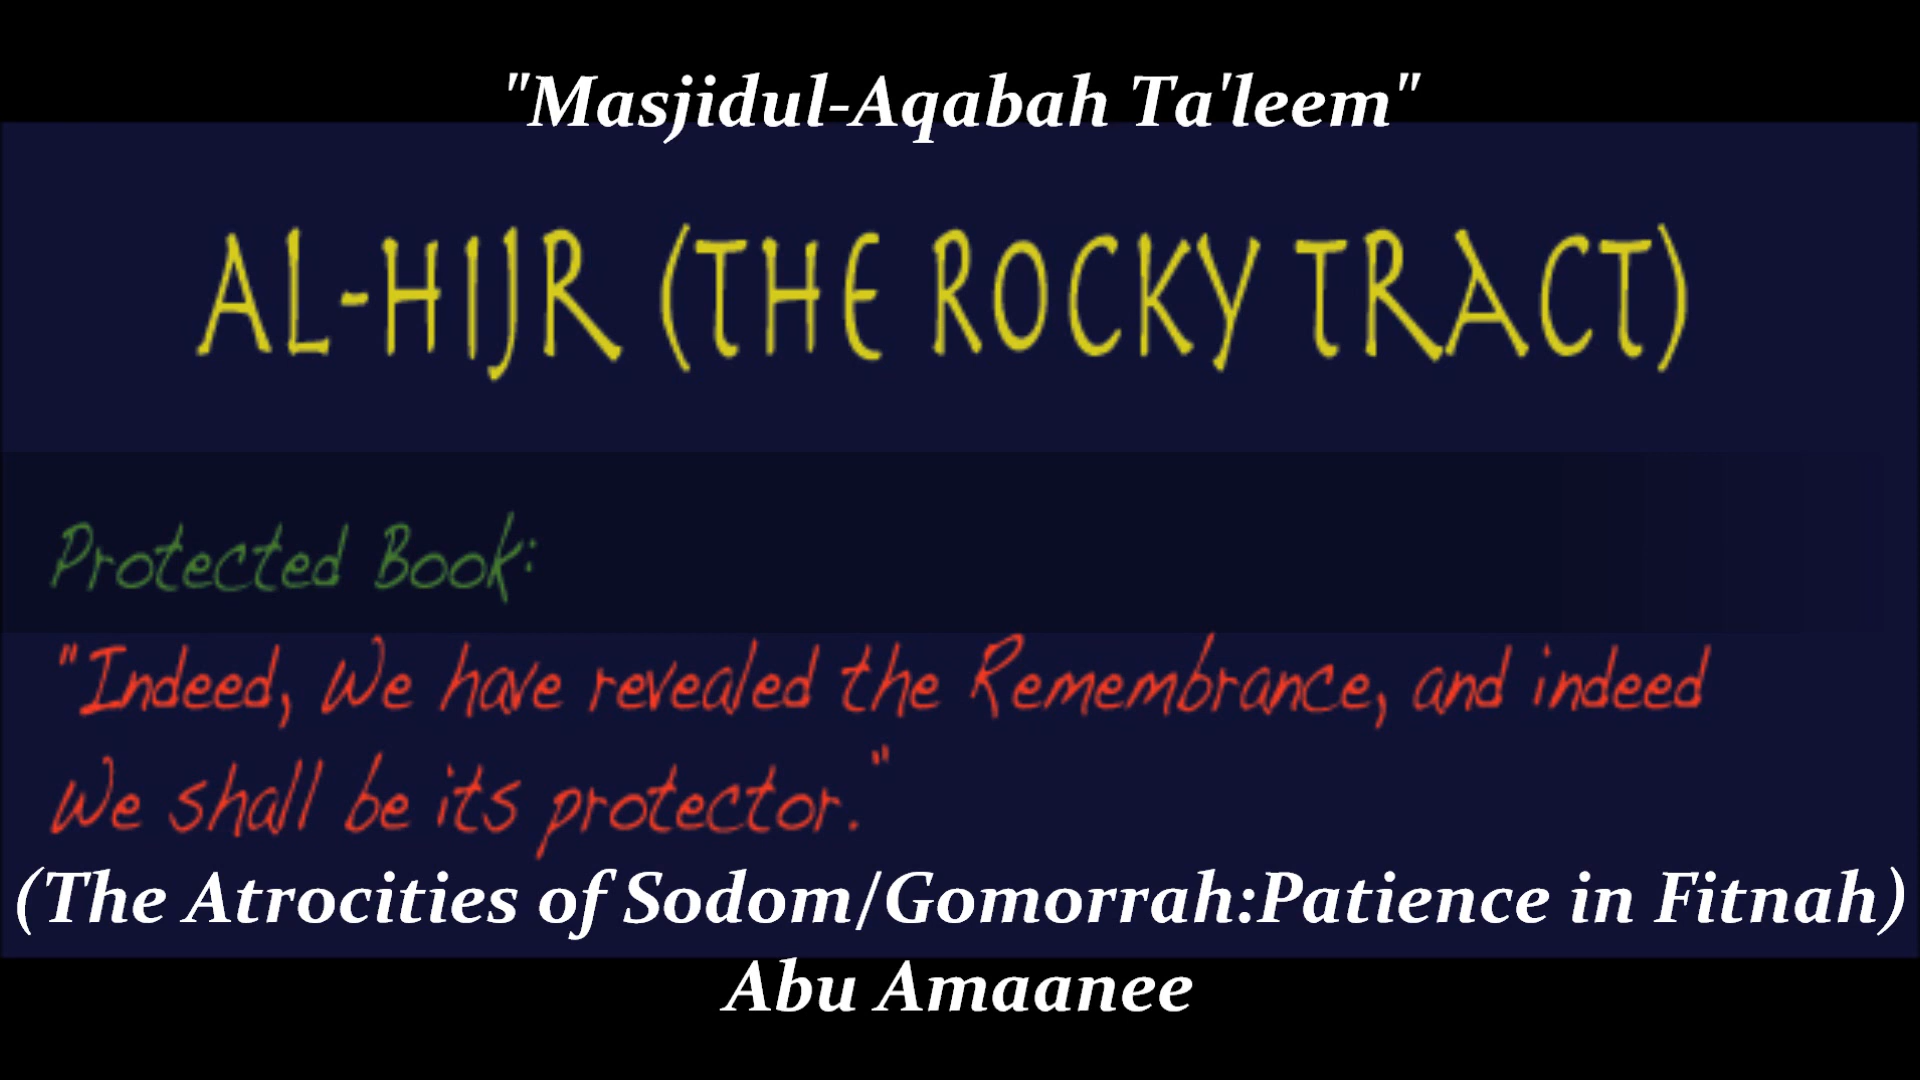 "Masjidul-Aqabah Ta'leem"
AL-HIJR (THE ROCKY TRACT)
Protected Book:
"Indeed, We have revealed the Remembrance, and indeed
We shall be its protector."
(The Atrocities of Sodom/Gomorrah:Patience in Fitnah)
Abu Amaanee